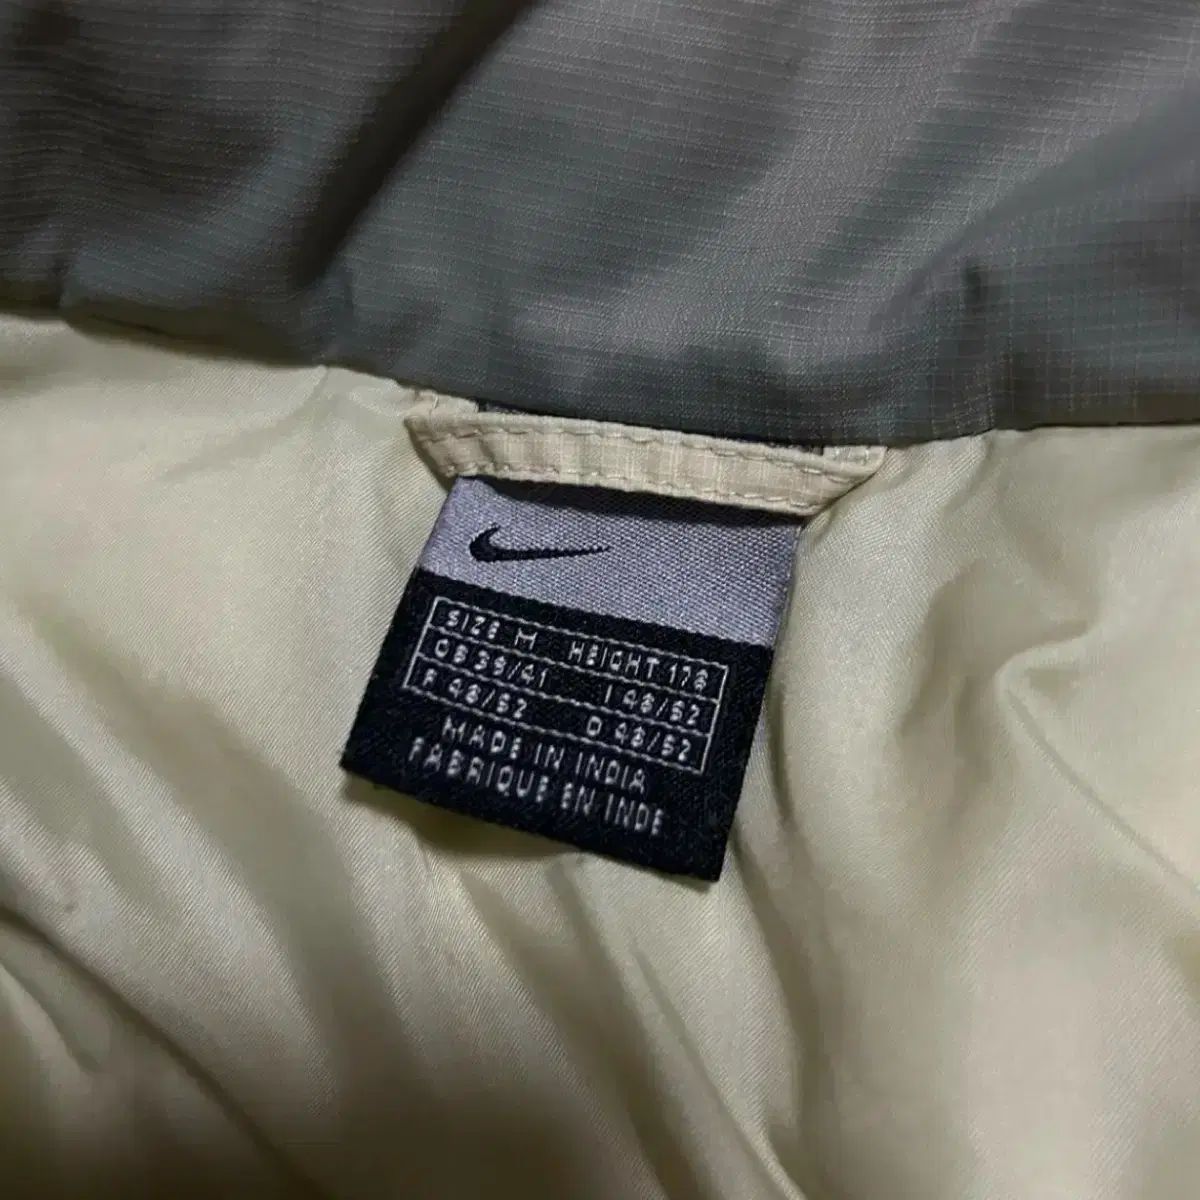 SIZE M HEIGHT 178
GB 39/41 I 48/52
F 48/52 D 48/52
MADE IN INDIA
FABRIQUE EN INDE